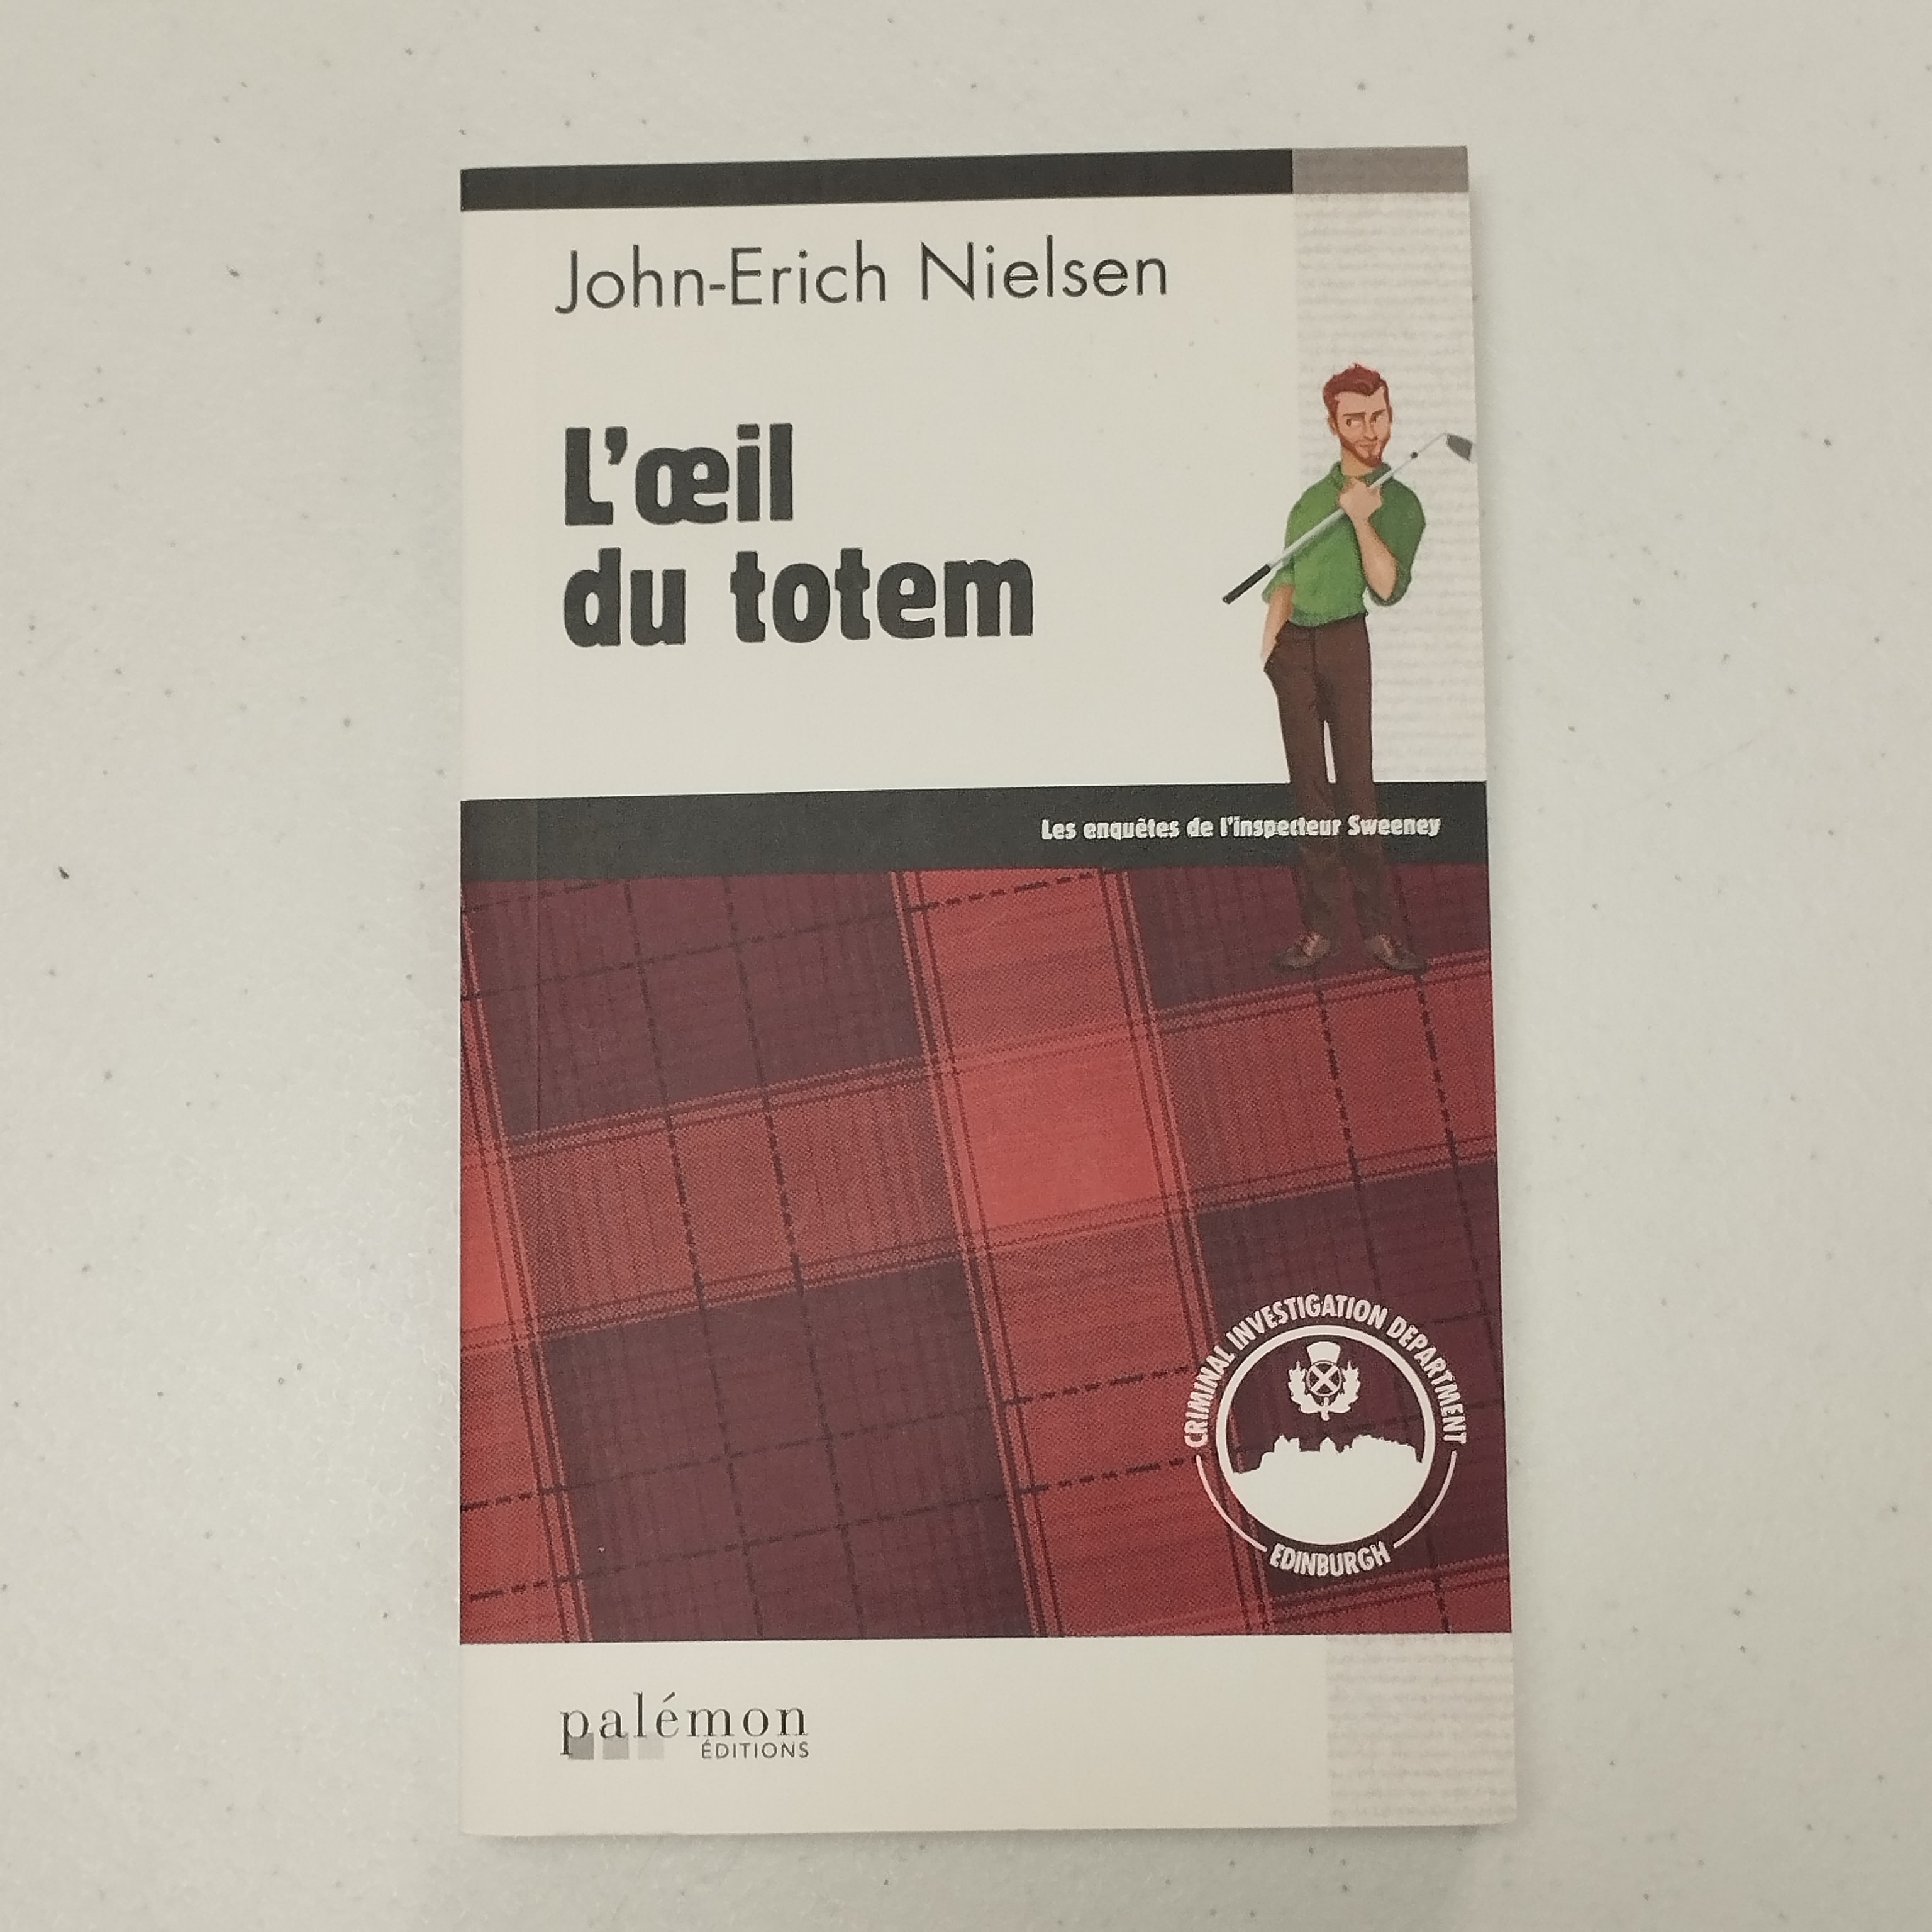 John-Erich Nielsen
L'œil
du totem
Les enquêtes de l'inspecteur Sweeney
CRIMINAL INVESTIGATION DEPARTMENT
EDINBURGH
palémon
ÉDITIONS